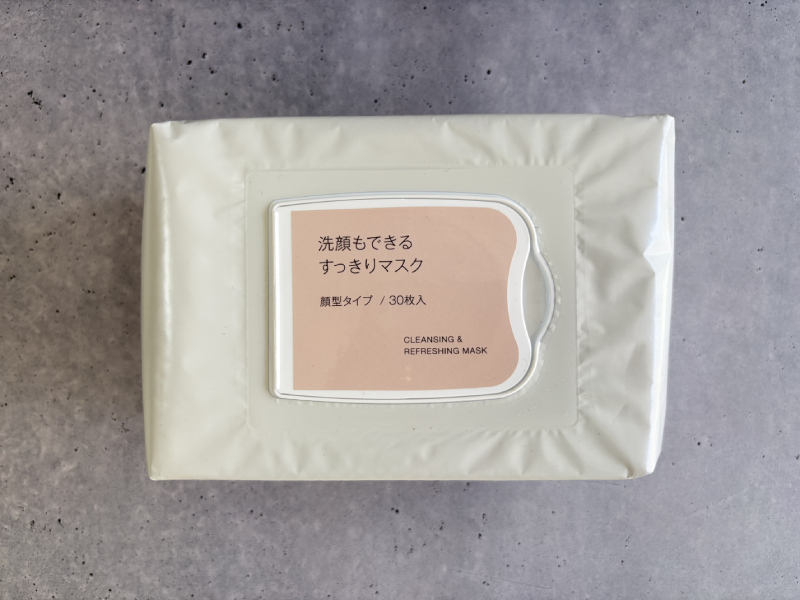 洗顔もできる
すっきりマスク
顔型タイプ / 30枚入
CLEANSING &
REFRESHING MASK